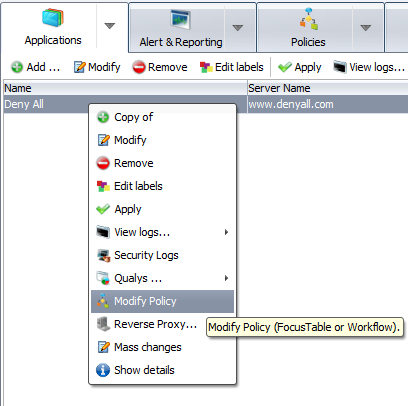 Applications
Alert & Reporting
Policies
Add ... Modify Remove Edit labels Apply View logs...
Name Server Name
Deny All www.denyall.com
Copy of
Modify
Remove
Edit labels
Apply
View logs...
Security Logs
Qualys ...
Modify Policy
Reverse Proxy...
Modify Policy (FocusTable or Workflow).
Mass changes
Show details